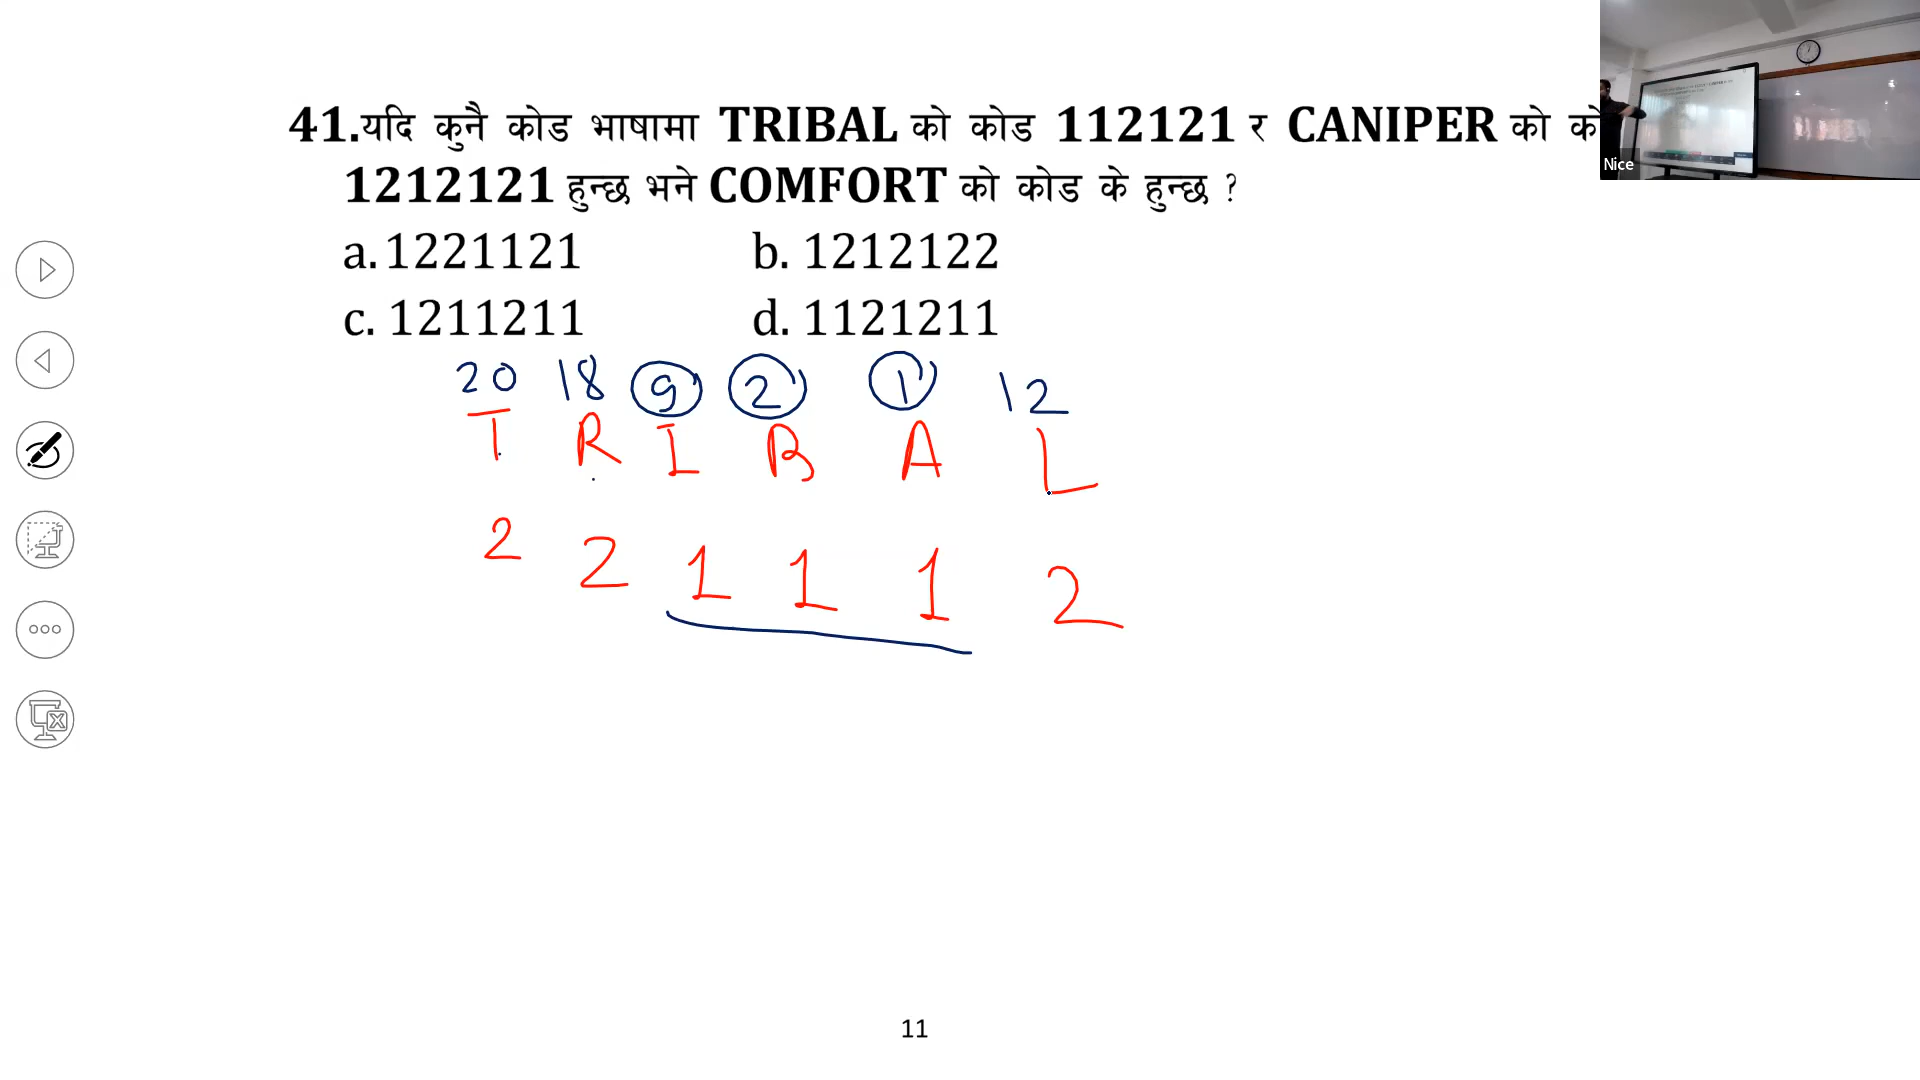 41.यदि कुनै कोड भाषामा TRIBAL को कोड 112121 र CANIPER को को
1212121 हुन्छ भने COMFORT को कोड के हुन्छ ?
a. 1221121 b. 1212122
c. 1211211 d. 1121211
20 18 9 2 1 12
T R I B A L
2 2 1 1 1 2
11
Nice